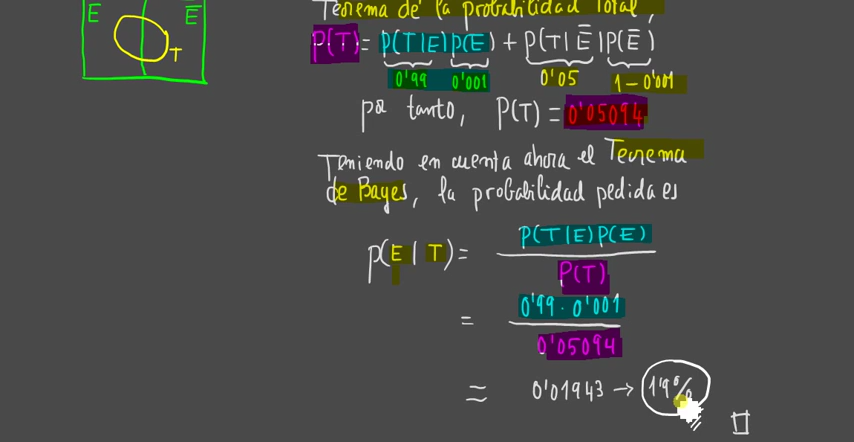 Teorema de la probabilidad Total,
E Ē
T
P(T) = P(T|E)P(E) + P(T|Ē)P(Ē)
0'99 0'001 0'05 1-0'001
por tanto, P(T) = 0'05094
Teniendo en cuenta ahora el Teorema
de Bayes, la probabilidad pedida es
P(E|T) = P(T|E)P(E)
P(T)
= 0'99 · 0'001
0'05094
= 0'01943 → 1'9%